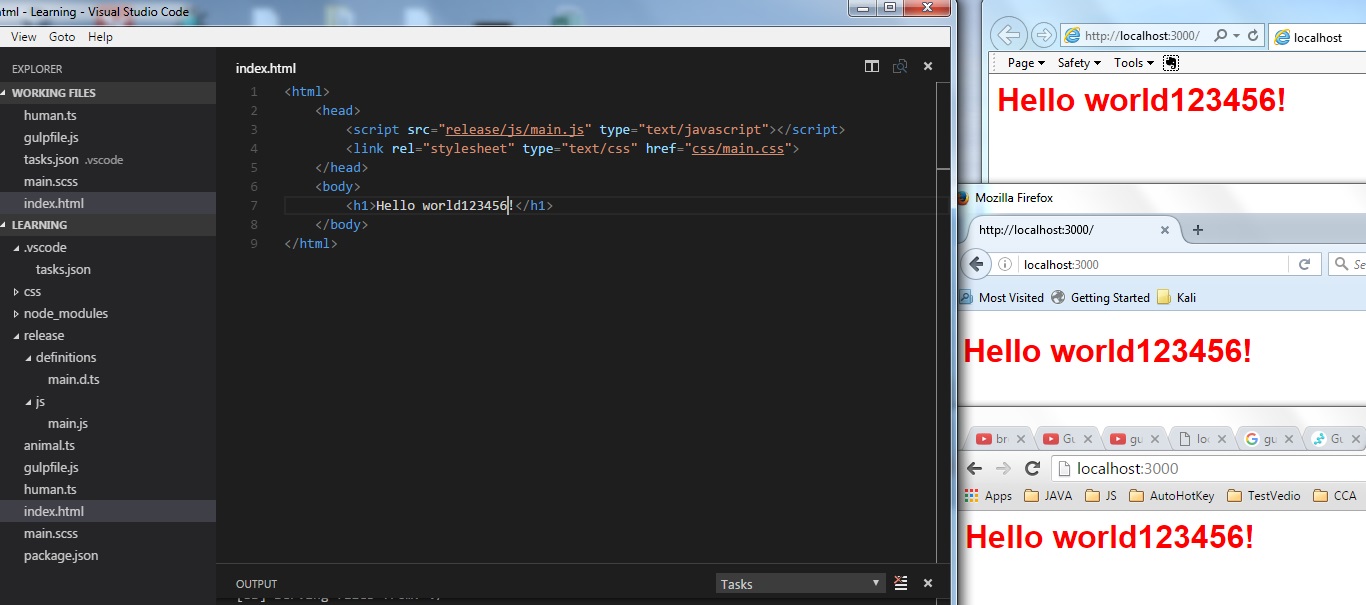 tml - Learning - Visual Studio Code
View Goto Help
EXPLORER
WORKING FILES
human.ts
gulpfile.js
tasks.json .vscode
main.scss
index.html
LEARNING
.vscode
tasks.json
css
node_modules
release
definitions
main.d.ts
js
main.js
animal.ts
gulpfile.js
human.ts
index.html
main.scss
package.json
index.html
1 <html>
2 <head>
3 <script src="release/js/main.js" type="text/javascript"></script>
4 <link rel="stylesheet" type="text/css" href="css/main.css">
5 </head>
6 <body>
7 <h1>Hello world123456!</h1>
8 </body>
9 </html>
OUTPUT
Tasks
http://localhost:3000/
localhost
Page Safety Tools
Hello world123456!
Mozilla Firefox
http://localhost:3000/
localhost:3000
Se
Most Visited Getting Started Kali
Hello world123456!
br Gu gu loc gu Gu
localhost:3000
Apps JAVA JS AutoHotKey TestVedio CCA
Hello world123456!